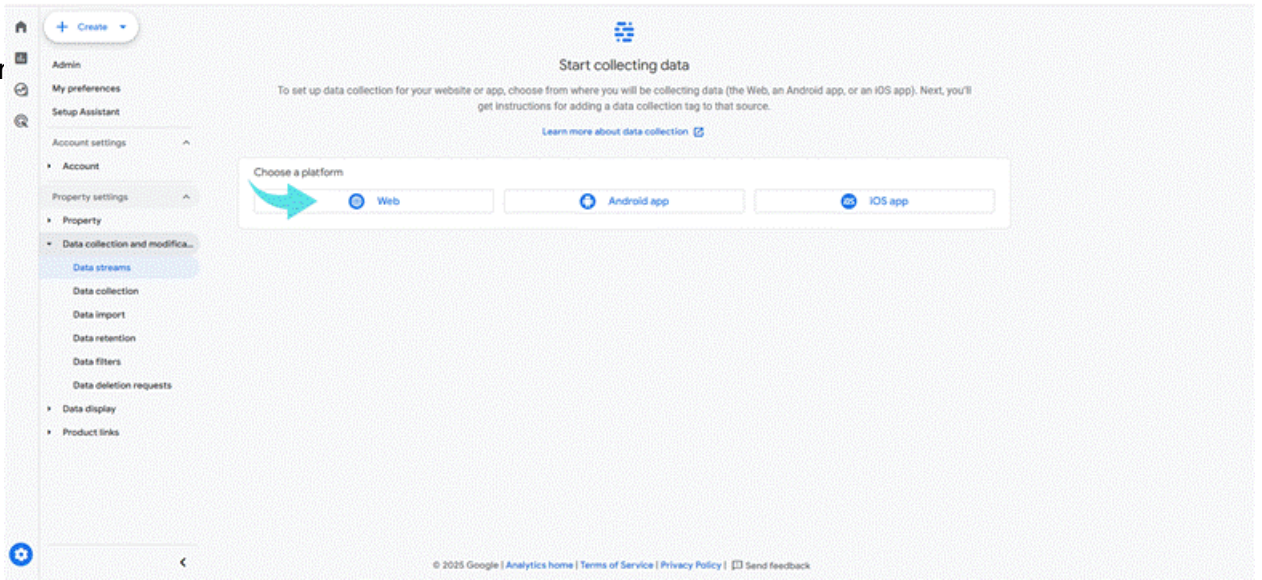 Create
Admin
My preferences
Setup Assistant
Account settings
Account
Property settings
Property
Data collection and modifica...
Data streams
Data collection
Data import
Data retention
Data filters
Data deletion requests
Data display
Product links
Start collecting data
To set up data collection for your website or app, choose from where you will be collecting data (the Web, an Android app, or an iOS app). Next, you'll
get instructions for adding a data collection tag to that source.
Learn more about data collection
Choose a platform
Web
Android app
iOS
iOS app
© 2025 Google | Analytics home | Terms of Service | Privacy Policy | Send feedback